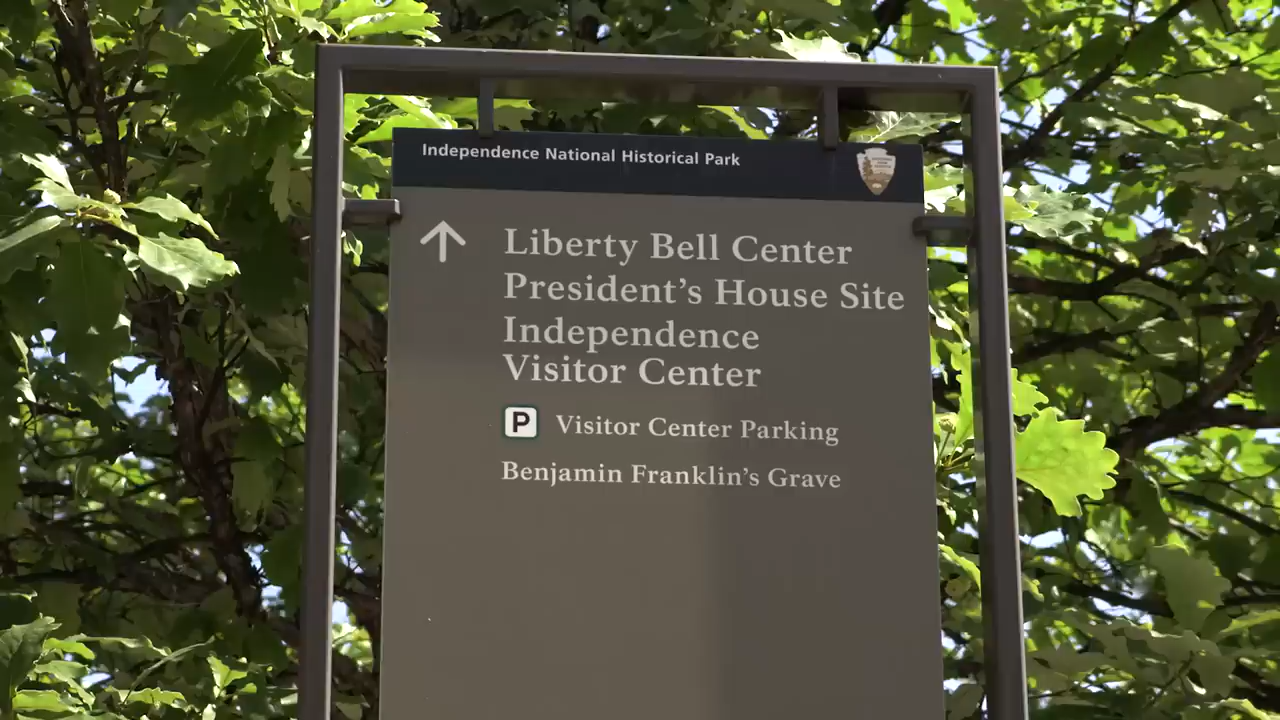 Independence National Historical Park
Liberty Bell Center
President's House Site
Independence
Visitor Center
P Visitor Center Parking
Benjamin Franklin's Grave